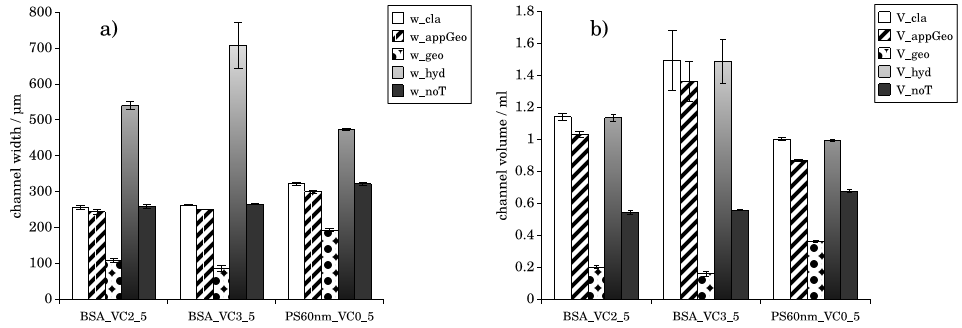 a)
channel width / µm
800
700
600
500
400
300
200
100
0
BSA_VC2_5
BSA_VC3_5
PS60nm_VC0_5
w_cla
w_appGeo
w_geo
w_hyd
w_noT
b)
channel volume / ml
1.8
1.6
1.4
1.2
1
0.8
0.6
0.4
0.2
0
BSA_VC2_5
BSA_VC3_5
PS60nm_VC0_5
V_cla
V_appGeo
V_geo
V_hyd
V_noT